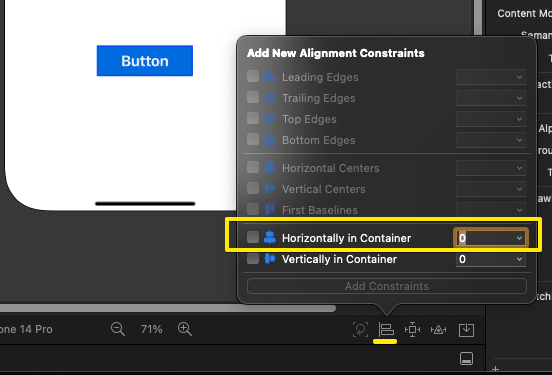 Content Mo
Sema
T
Button
Add New Alignment Constraints
Leading Edges
Trailing Edges
Top Edges
Bottom Edges
Horizontal Centers
Vertical Centers
First Baselines
Horizontally in Container 0
Vertically in Container 0
Add Constraints
act
Alp
rou
T
aw
tch
ne 14 Pro
71%